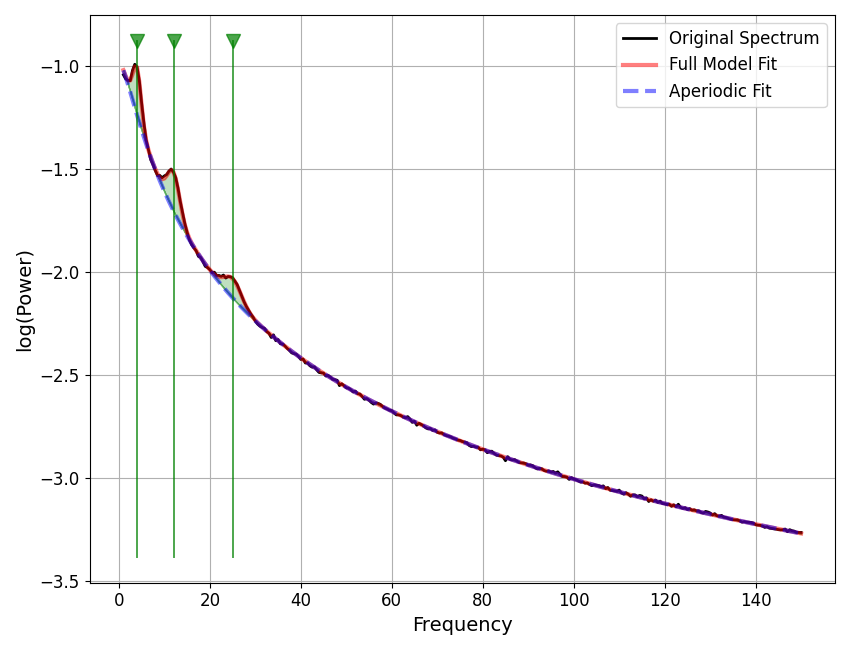 Original Spectrum
Full Model Fit
Aperiodic Fit
log(Power)
−1.0
−1.5
−2.0
−2.5
−3.0
−3.5
0 20 40 60 80 100 120 140
Frequency